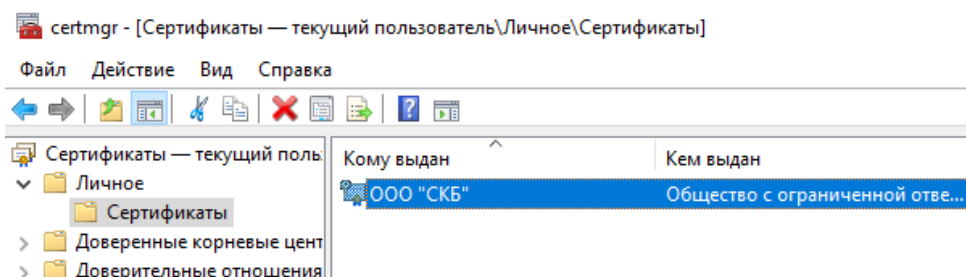 certmgr - [Сертификаты — текущий пользователь\Личное\Сертификаты]
Файл Действие Вид Справка
Сертификаты — текущий поль
Личное
Сертификаты
Доверенные корневые цент
Доверительные отношения
Кому выдан Кем выдан
ООО "СКБ" Общество с ограниченной отве...